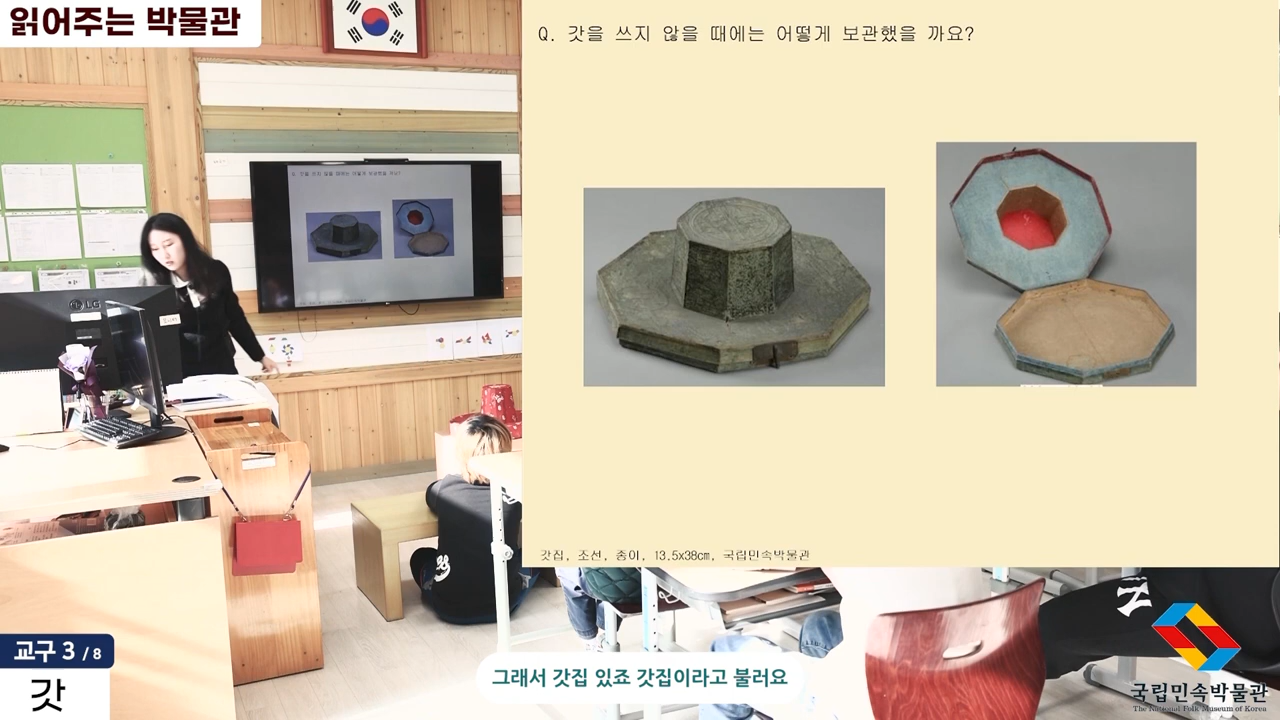 읽어주는 박물관
Q. 갓을 쓰지 않을 때에는 어떻게 보관했을 까요?
LG
갓집, 조선, 종이, 13.5x38cm, 국립민속박물관
교구 3 / 8
갓
그래서 갓집 있죠 갓집이라고 불러요
국립민속박물관
The National Folk Museum of Korea